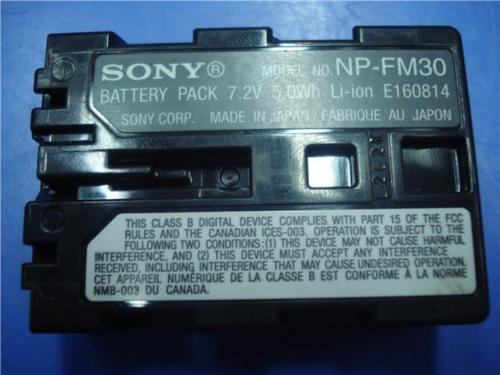 SONY® MODEL NO. NP-FM30
BATTERY PACK 7.2V 5.0Wh Li-ion E160814
SONY CORP. MADE IN JAPAN / FABRIQUÉ AU JAPON
THIS CLASS B DIGITAL DEVICE COMPLIES WITH PART 15 OF THE FCC
RULES AND THE CANADIAN ICES-003. OPERATION IS SUBJECT TO THE
FOLLOWING TWO CONDITIONS:(1) THIS DEVICE MAY NOT CAUSE HARMFUL
INTERFERENCE, AND (2) THIS DEVICE MUST ACCEPT ANY INTERFERENCE
RECEIVED, INCLUDING INTERFERENCE THAT MAY CAUSE UNDESIRED OPERATION.
CET APPAREIL NUMÉRIQUE DE LA CLASSE B EST CONFORME À LA NORME
NMB-003 DU CANADA.